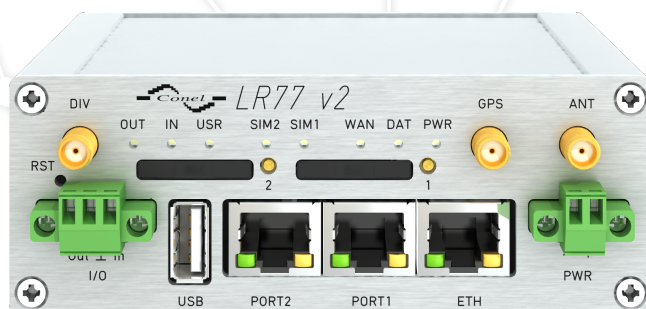 Conel LR77 v2
DIV
GPS
ANT
OUT IN USR SIM2 SIM1 WAN DAT PWR
RST
2
1
Out ⊥ In
I/O
USB
PORT2
PORT1
ETH
PWR